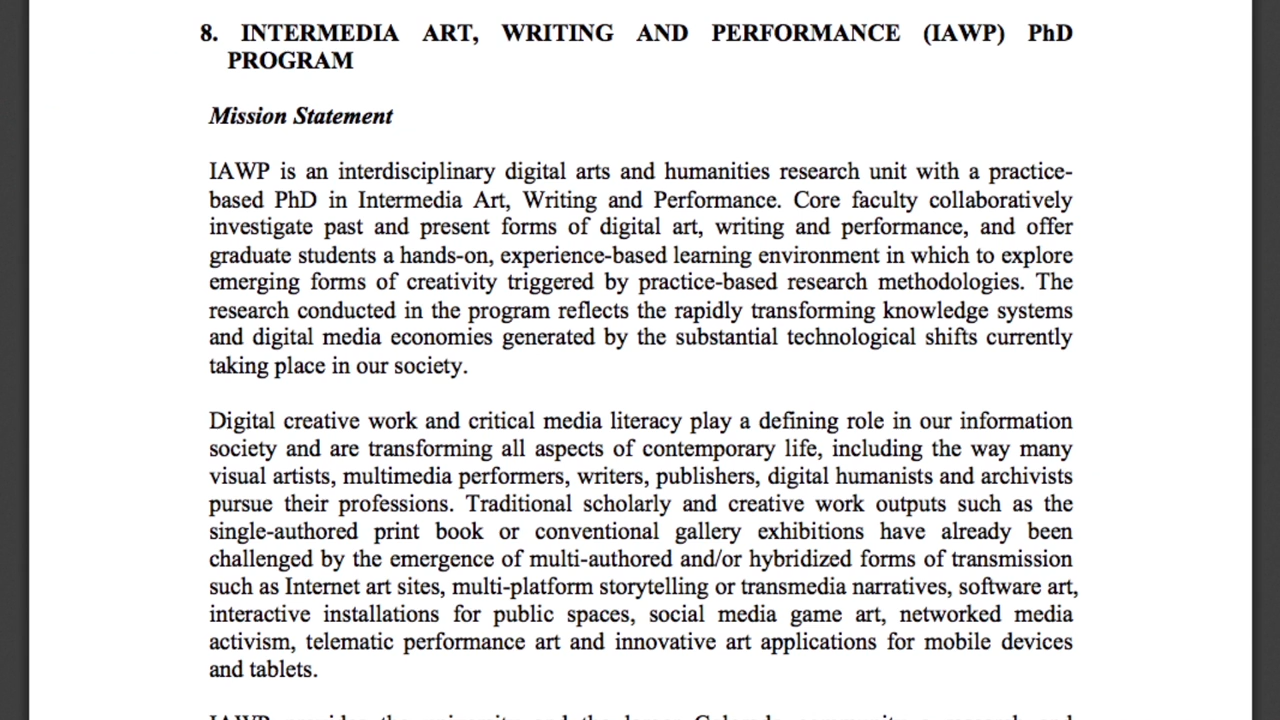 8. INTERMEDIA ART, WRITING AND PERFORMANCE (IAWP) PhD
PROGRAM
Mission Statement
IAWP is an interdisciplinary digital arts and humanities research unit with a practice-
based PhD in Intermedia Art, Writing and Performance. Core faculty collaboratively
investigate past and present forms of digital art, writing and performance, and offer
graduate students a hands-on, experience-based learning environment in which to explore
emerging forms of creativity triggered by practice-based research methodologies. The
research conducted in the program reflects the rapidly transforming knowledge systems
and digital media economies generated by the substantial technological shifts currently
taking place in our society.
Digital creative work and critical media literacy play a defining role in our information
society and are transforming all aspects of contemporary life, including the way many
visual artists, multimedia performers, writers, publishers, digital humanists and archivists
pursue their professions. Traditional scholarly and creative work outputs such as the
single-authored print book or conventional gallery exhibitions have already been
challenged by the emergence of multi-authored and/or hybridized forms of transmission
such as Internet art sites, multi-platform storytelling or transmedia narratives, software art,
interactive installations for public spaces, social media game art, networked media
activism, telematic performance art and innovative art applications for mobile devices
and tablets.